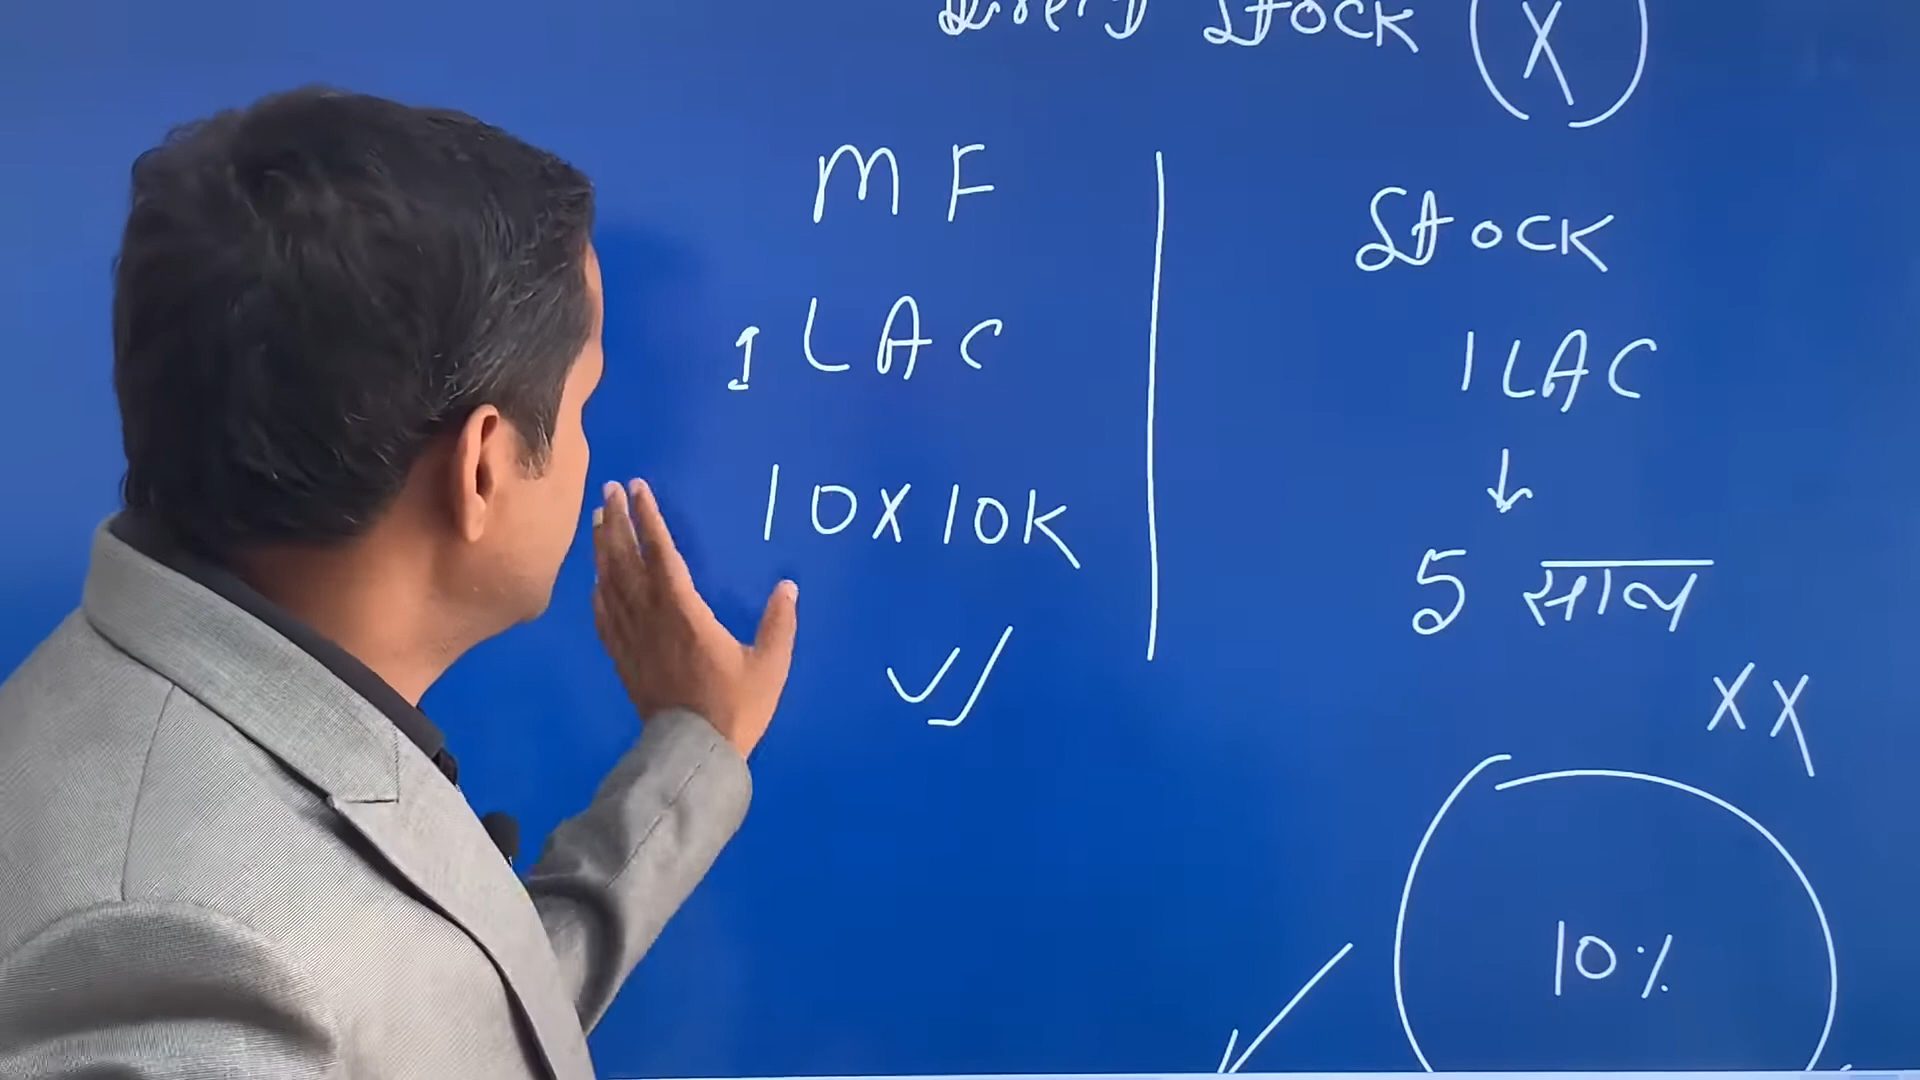 Stock X
MF
1 LAC
10X10K
Stock
1 LAC
5 साल
XX
10%